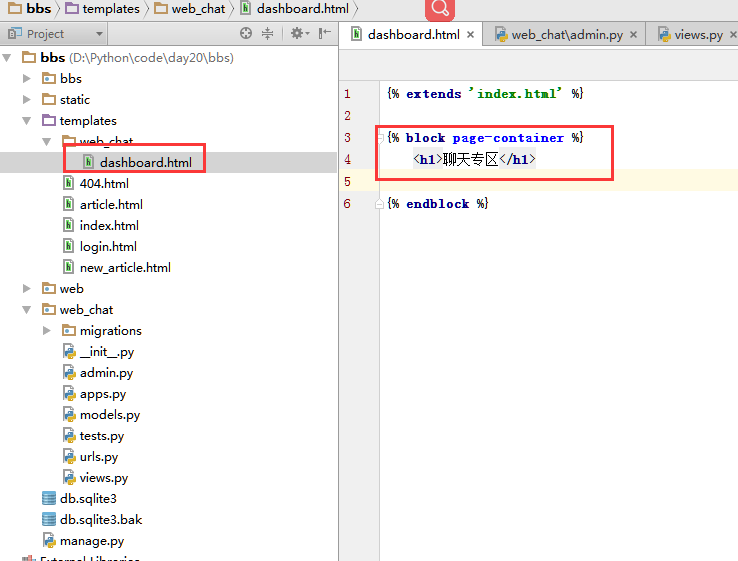 bbs templates web_chat dashboard.html
Project dashboard.html web_chat\admin.py views.py
bbs (D:\Python\code\day20\bbs)
bbs
static
templates
web_chat
dashboard.html
404.html
article.html
index.html
login.html
new_article.html
web
web_chat
migrations
__init__.py
admin.py
apps.py
models.py
tests.py
urls.py
views.py
db.sqlite3
db.sqlite3.bak
manage.py
External Libraries
1 {% extends 'index.html' %}
2
3 {% block page-container %}
4 <h1>聊天专区</h1>
5
6 {% endblock %}